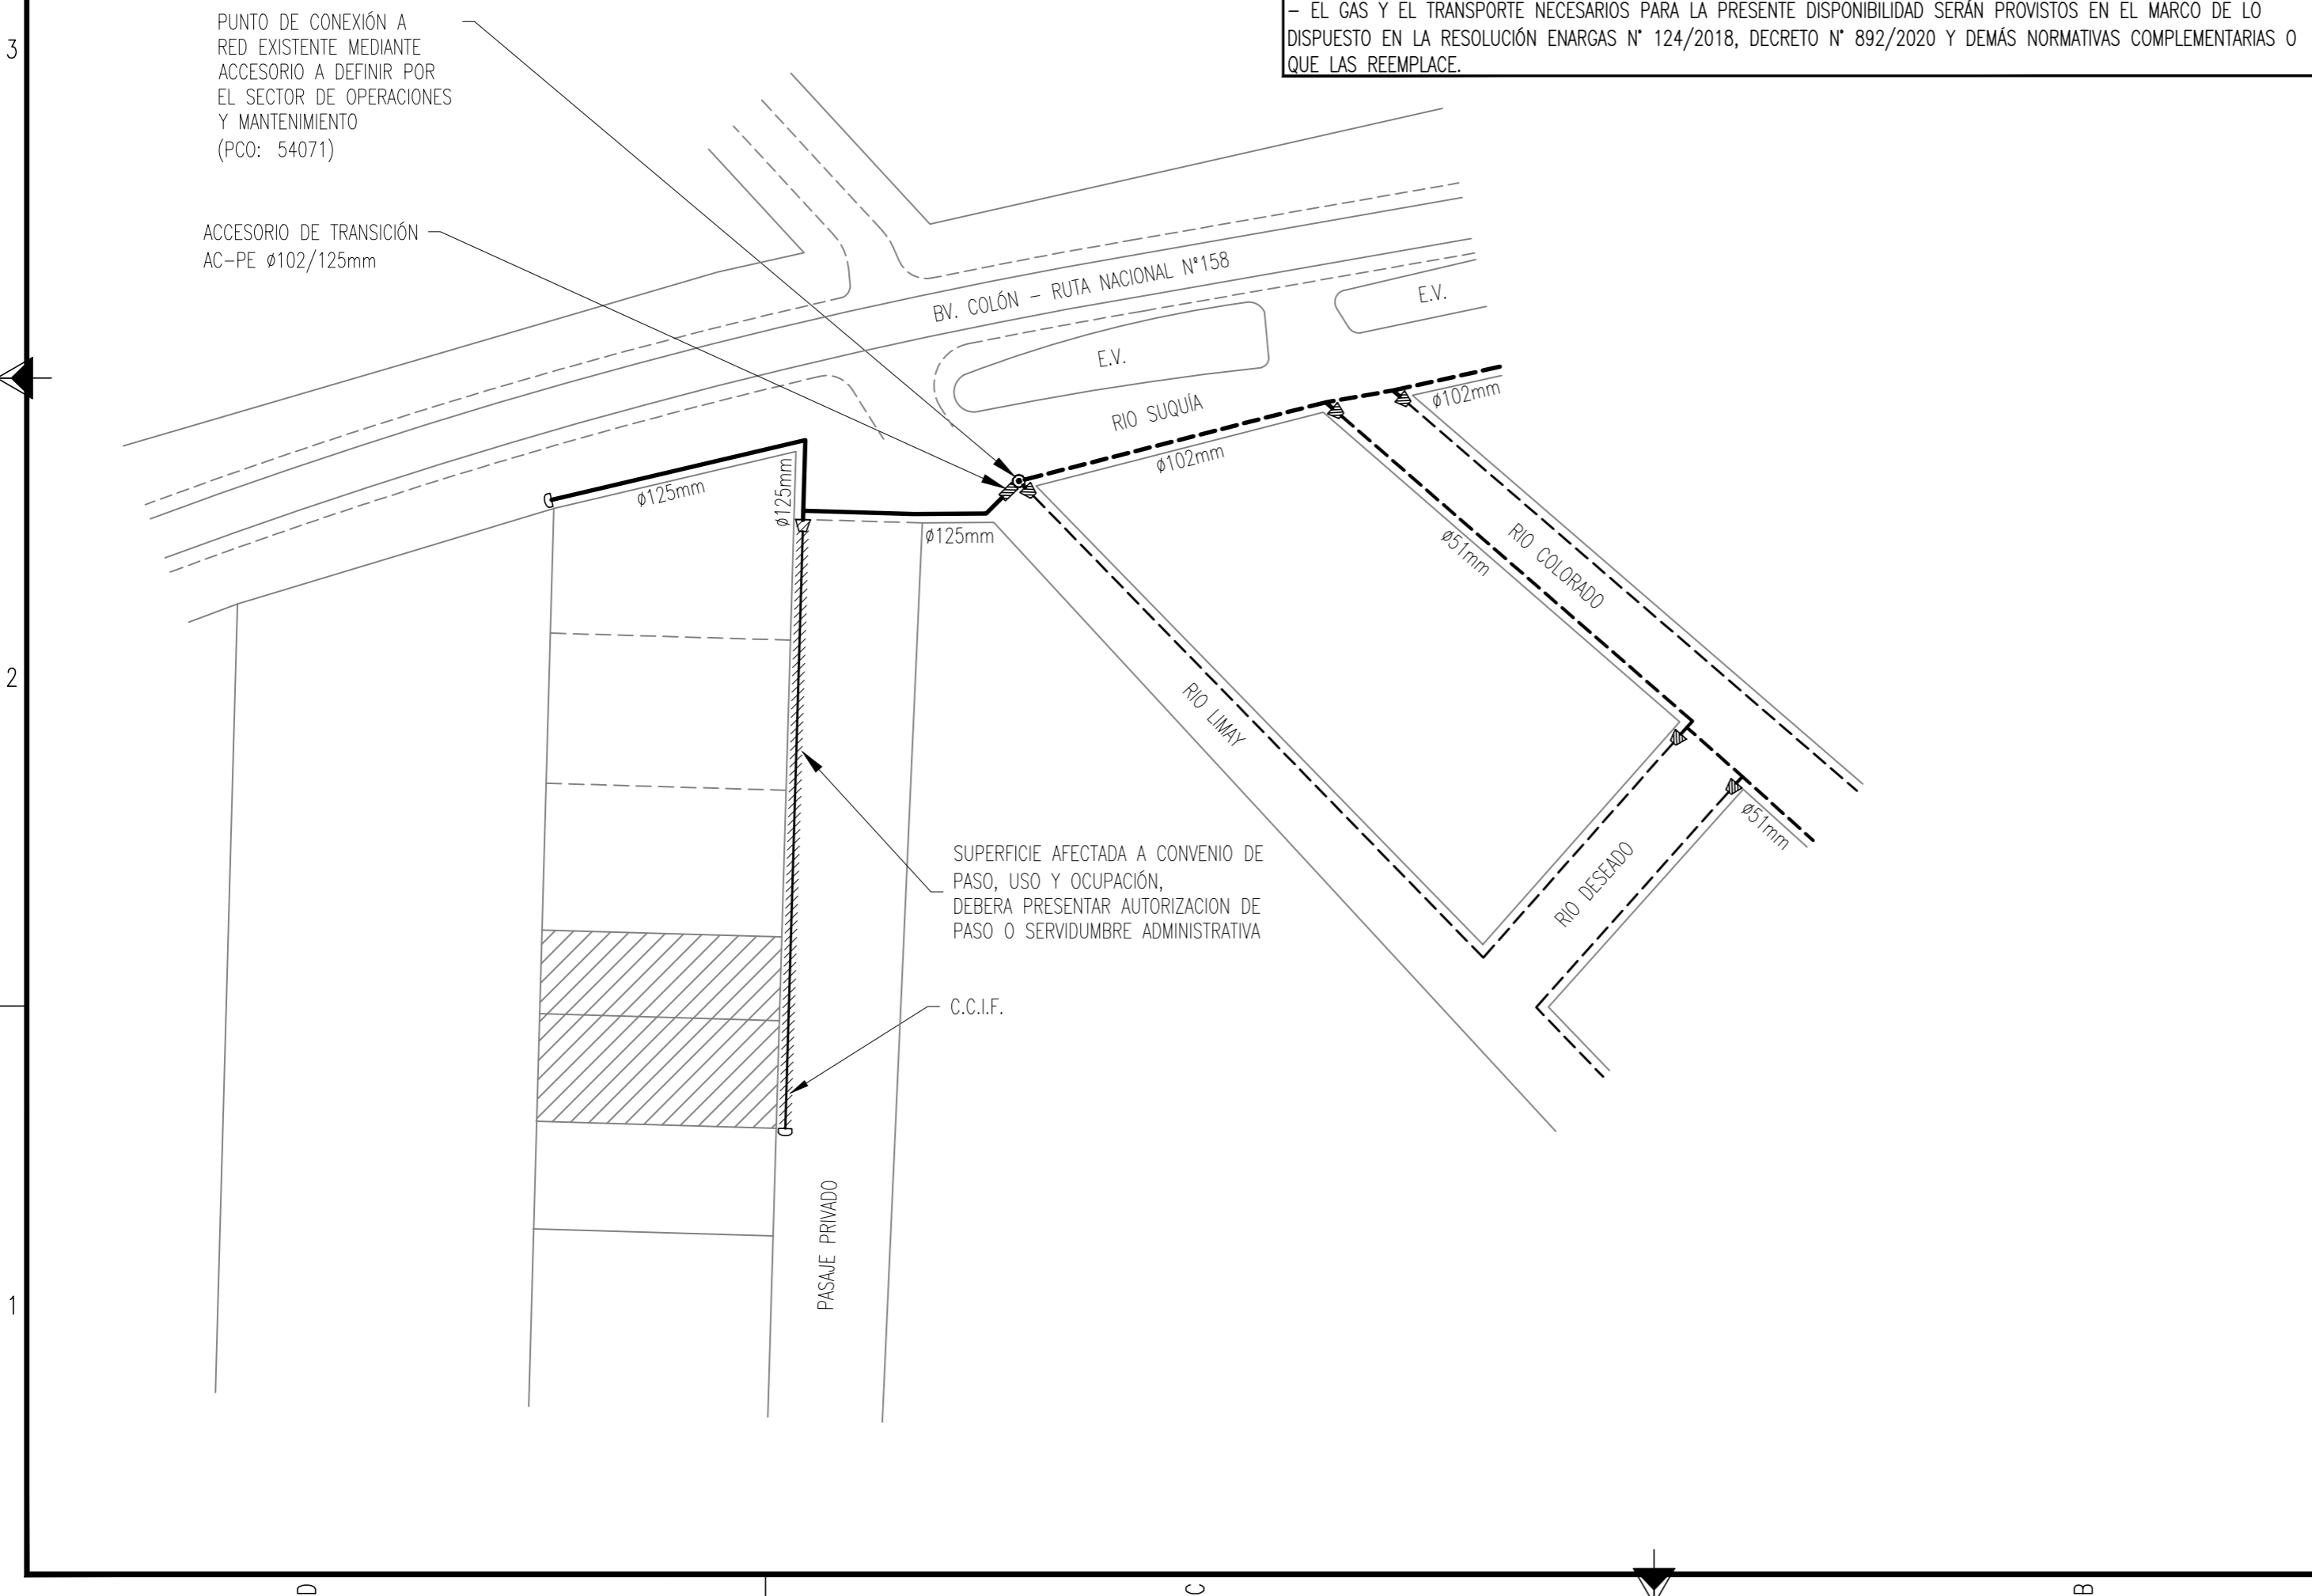 3
PUNTO DE CONEXIÓN A
RED EXISTENTE MEDIANTE
ACCESORIO A DEFINIR POR
EL SECTOR DE OPERACIONES
Y MANTENIMIENTO
(PCO: 54071)
- EL GAS Y EL TRANSPORTE NECESARIOS PARA LA PRESENTE DISPONIBILIDAD SERÁN PROVISTOS EN EL MARCO DE LO
DISPUESTO EN LA RESOLUCIÓN ENARGAS N° 124/2018, DECRETO N° 892/2020 Y DEMÁS NORMATIVAS COMPLEMENTARIAS O
QUE LAS REEMPLACE.
ACCESORIO DE TRANSICIÓN
AC-PE ø102/125mm
BV. COLÓN - RUTA NACIONAL N°158
E.V.
E.V.
RIO SUQUÍA
ø102mm
ø102mm
ø125mm
ø125mm
ø125mm
ø51mm
RIO COLORADO
2
RIO LIMAY
SUPERFICIE AFECTADA A CONVENIO DE
PASO, USO Y OCUPACIÓN,
DEBERA PRESENTAR AUTORIZACION DE
PASO O SERVIDUMBRE ADMINISTRATIVA
ø51mm
RIO DESEADO
C.C.I.F.
PASAJE PRIVADO
1
D
C
B